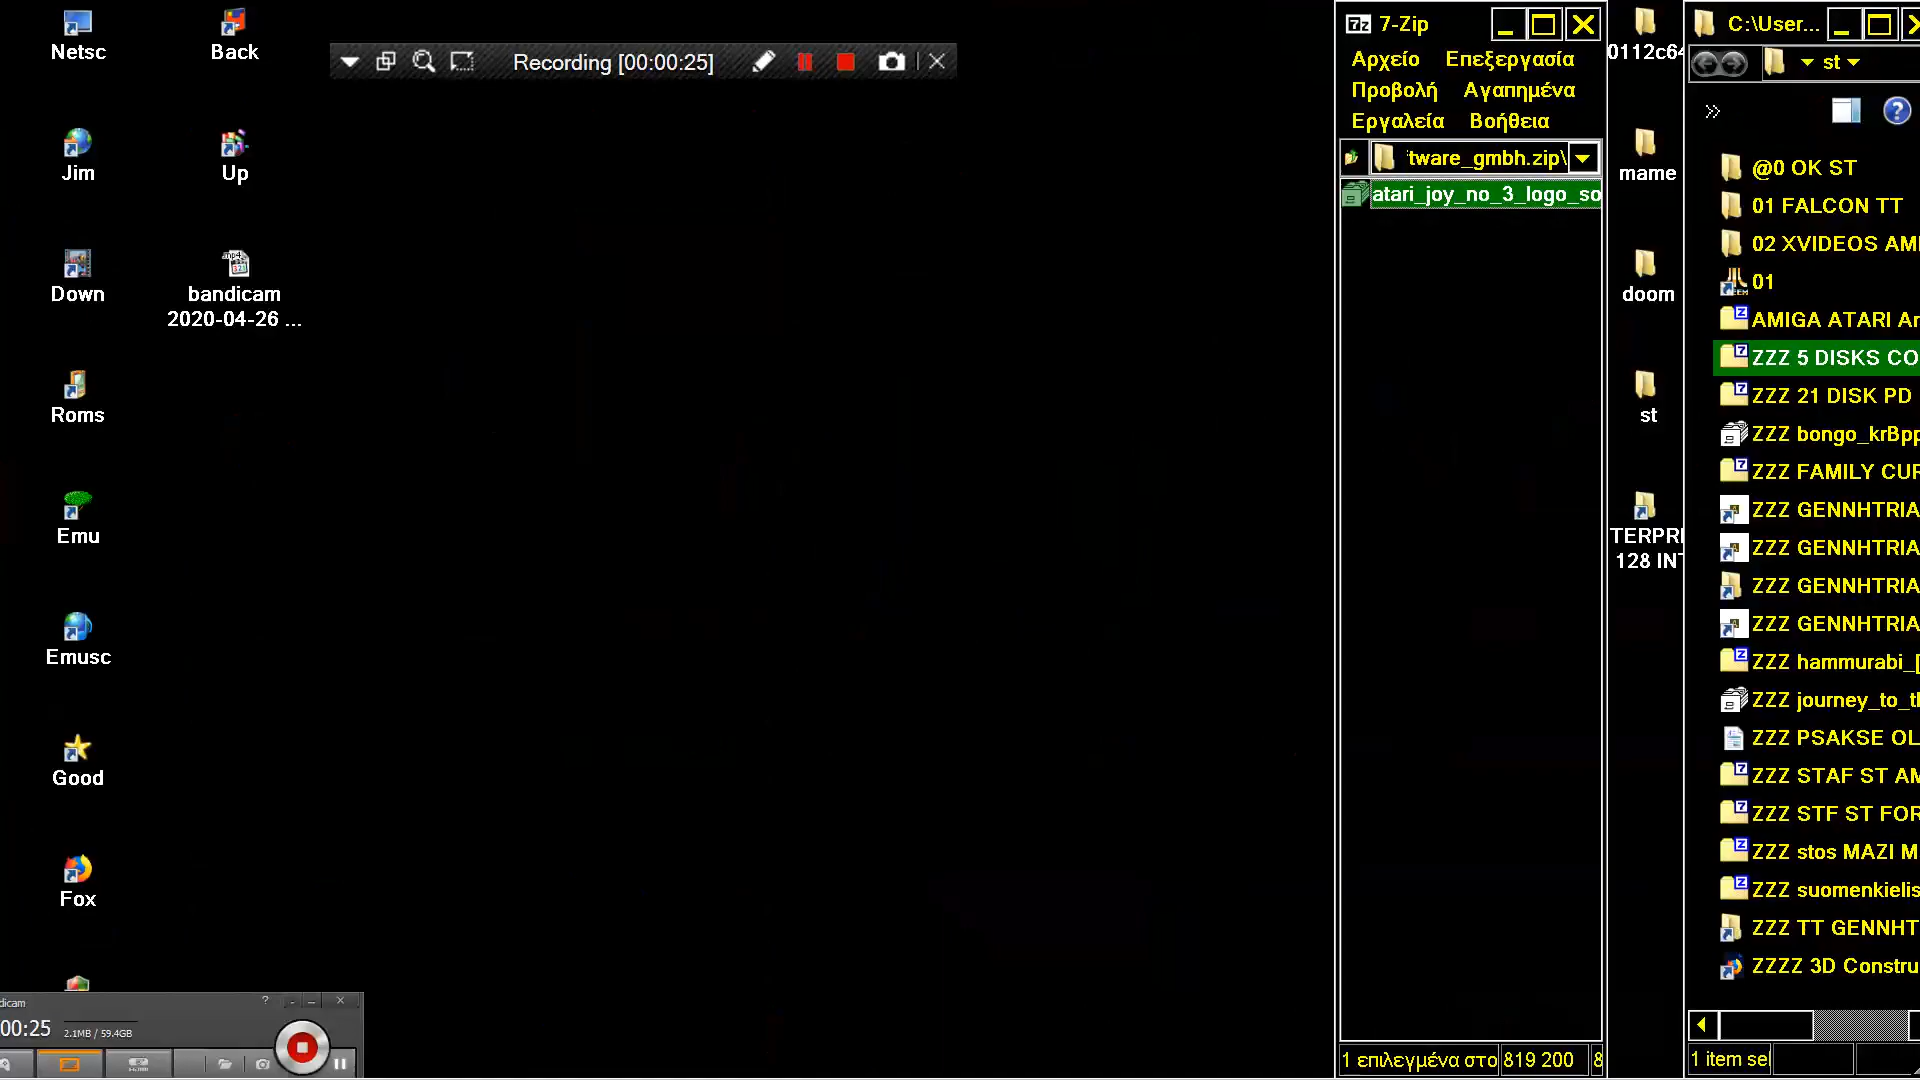 Netsc
Back
Jim
Up
Down
bandicam
2020-04-26 ...
Roms
Emu
Emusc
Good
Fox
Recording [00:00:25]
dicam
00:25
2.1MB / 59.4GB
7-Zip
Αρχείο Επεξεργασία
Προβολή Αγαπημένα
Εργαλεία Βοήθεια
tware_gmbh.zip\
atari_joy_no_3_logo_so
1 επιλεγμένα στο
819 200
8
0112c64
mame
doom
st
TERPRI
128 INT
C:\User...
st
@0 OK ST
01 FALCON TT
02 XVIDEOS AMI
01
AMIGA ATARI Ar
ZZZ 5 DISKS CO
ZZZ 21 DISK PD
ZZZ bongo_krBpp
ZZZ FAMILY CUR
ZZZ GENNHTRIA
ZZZ GENNHTRIA
ZZZ GENNHTRIA
ZZZ GENNHTRIA
ZZZ hammurabi_[
ZZZ journey_to_th
ZZZ PSAKSE OL
ZZZ STAF ST AM
ZZZ STF ST FOR
ZZZ stos MAZI M
ZZZ suomenkielis
ZZZ TT GENNHT
ZZZZ 3D Constru
1 item sel